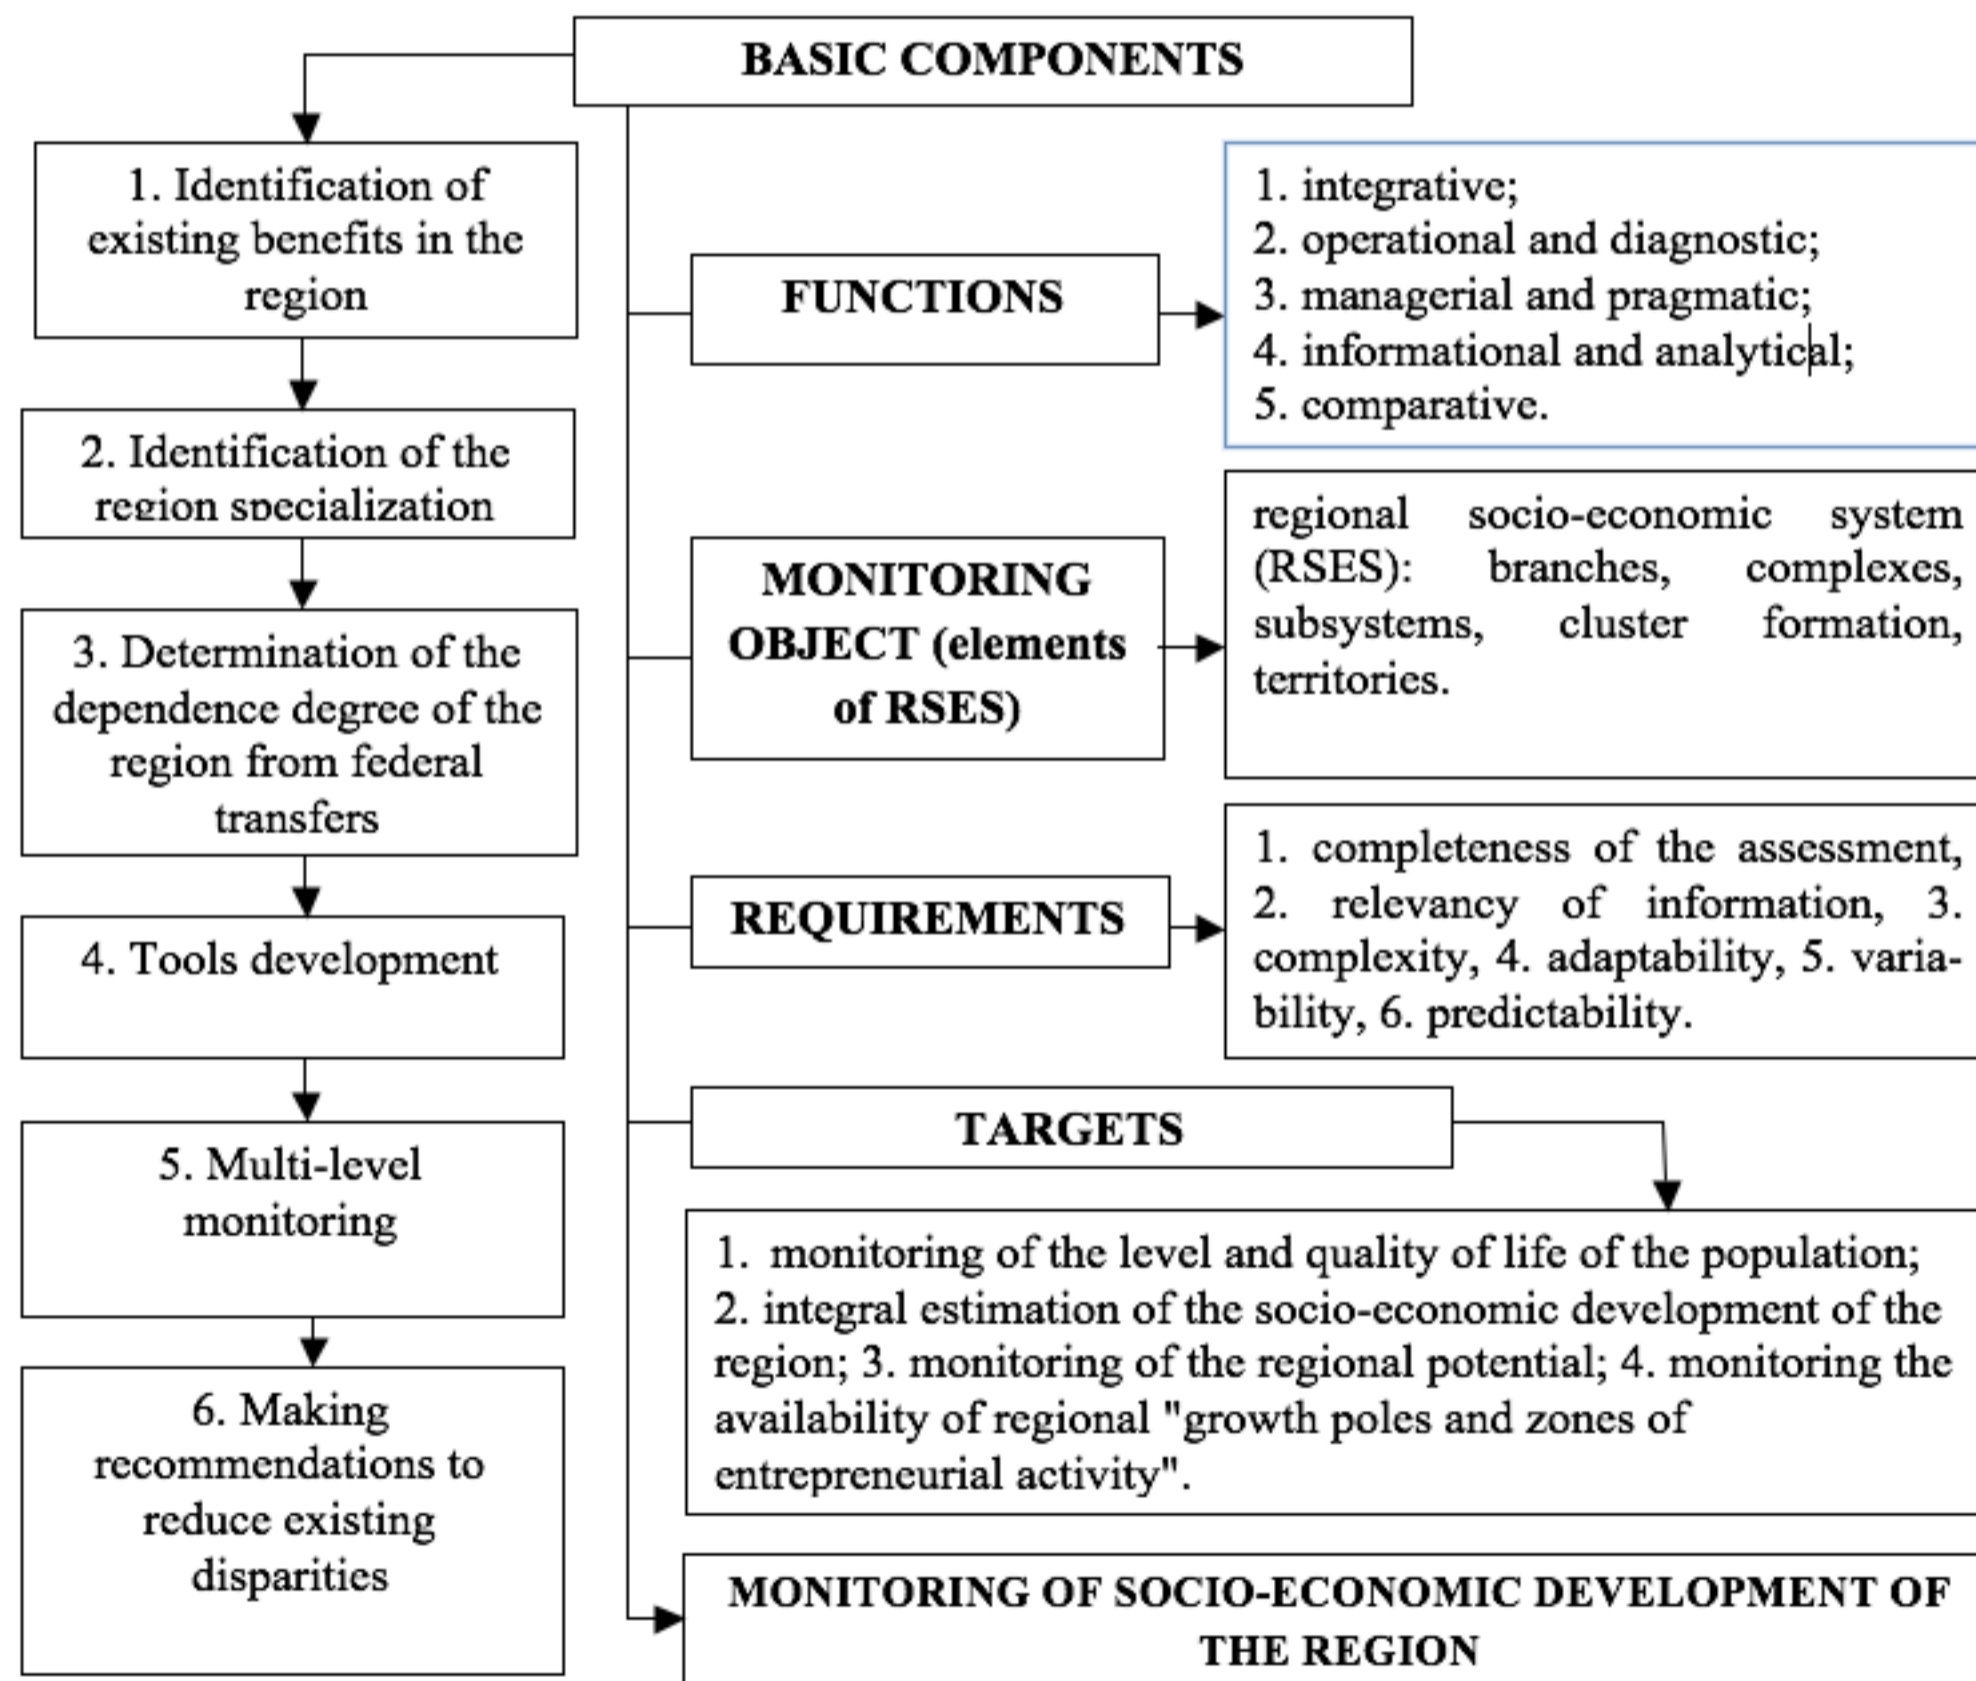 BASIC COMPONENTS
1. Identification of
existing benefits in the
region
2. Identification of the
region specialization
3. Determination of the
dependence degree of the
region from federal
transfers
4. Tools development
5. Multi-level
monitoring
6. Making
recommendations to
reduce existing
disparities
FUNCTIONS
1. integrative;
2. operational and diagnostic;
3. managerial and pragmatic;
4. informational and analytical;
5. comparative.
MONITORING
OBJECT (elements
of RSES)
regional socio-economic system
(RSES): branches, complexes,
subsystems, cluster formation,
territories.
REQUIREMENTS
1. completeness of the assessment,
2. relevancy of information, 3.
complexity, 4. adaptability, 5. varia-
bility, 6. predictability.
TARGETS
1. monitoring of the level and quality of life of the population;
2. integral estimation of the socio-economic development of the
region; 3. monitoring of the regional potential; 4. monitoring the
availability of regional "growth poles and zones of
entrepreneurial activity".
MONITORING OF SOCIO-ECONOMIC DEVELOPMENT OF
THE REGION